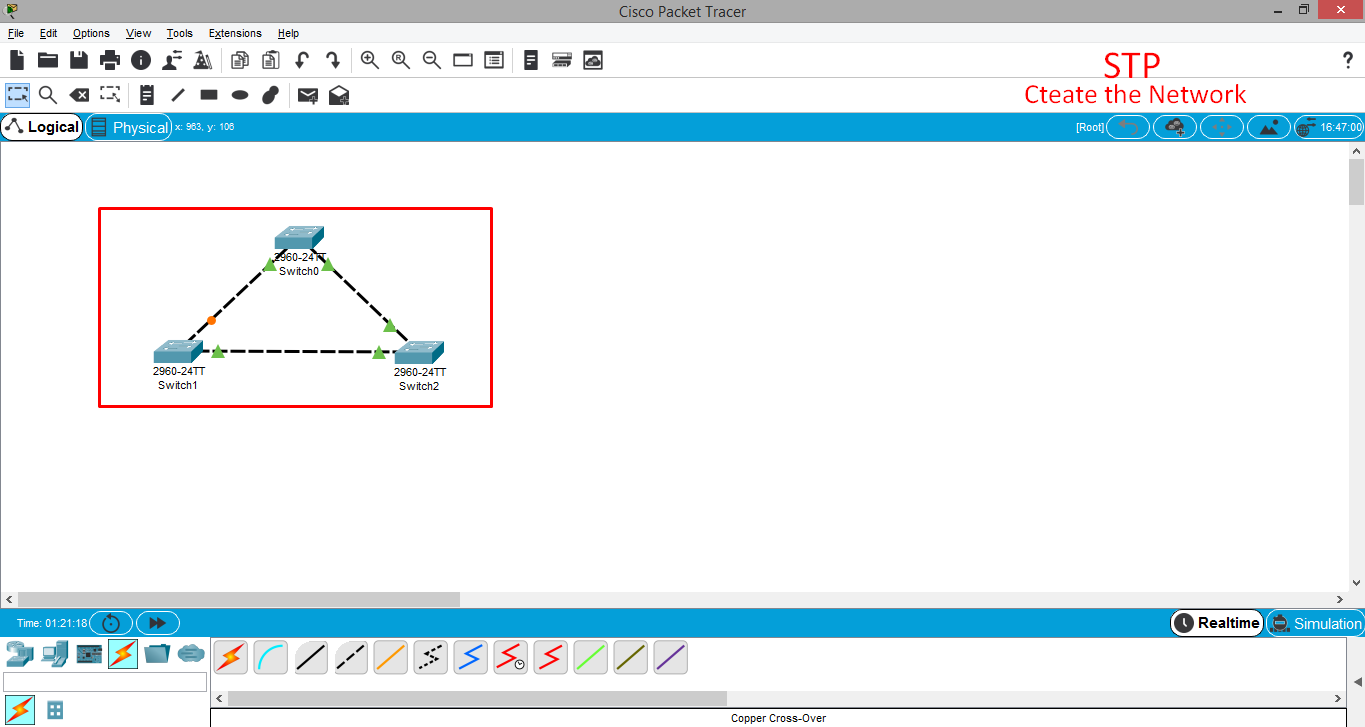 Cisco Packet Tracer
File Edit Options View Tools Extensions Help
STP
Cteate the Network
?
Logical Physical x: 963, y: 106 [Root] 16:47:00
2960-24TT
Switch0
2960-24TT
Switch1
2960-24TT
Switch2
Time: 01:21:18 Realtime Simulation
Copper Cross-Over